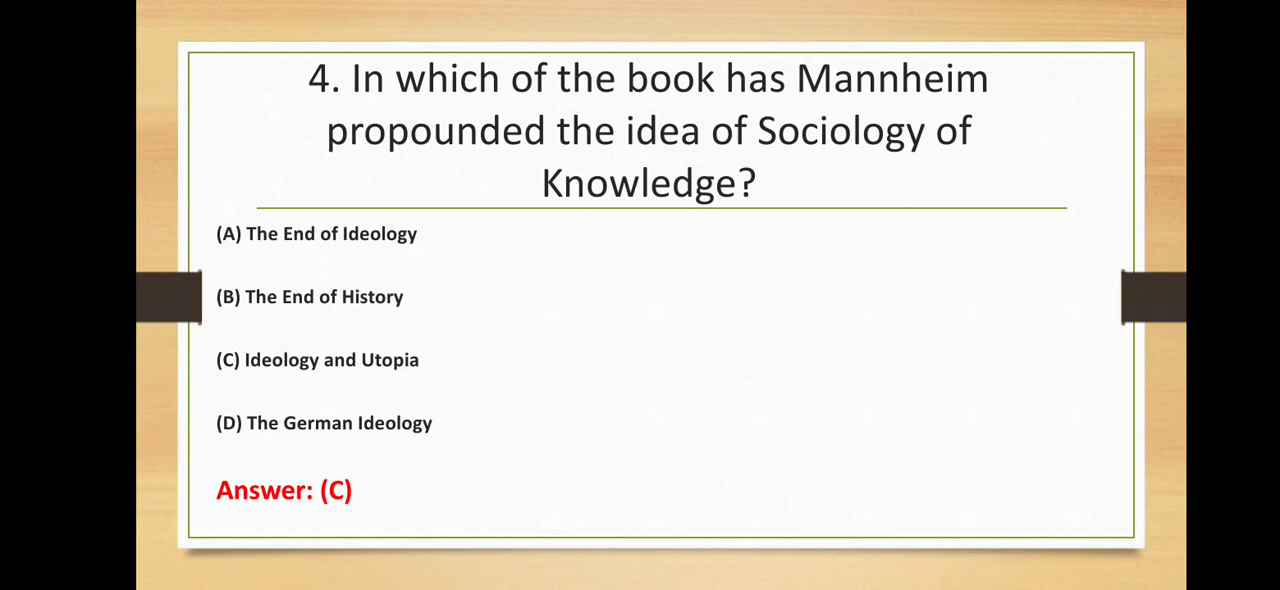 4. In which of the book has Mannheim
propounded the idea of Sociology of
Knowledge?
(A) The End of Ideology
(B) The End of History
(C) Ideology and Utopia
(D) The German Ideology
Answer: (C)